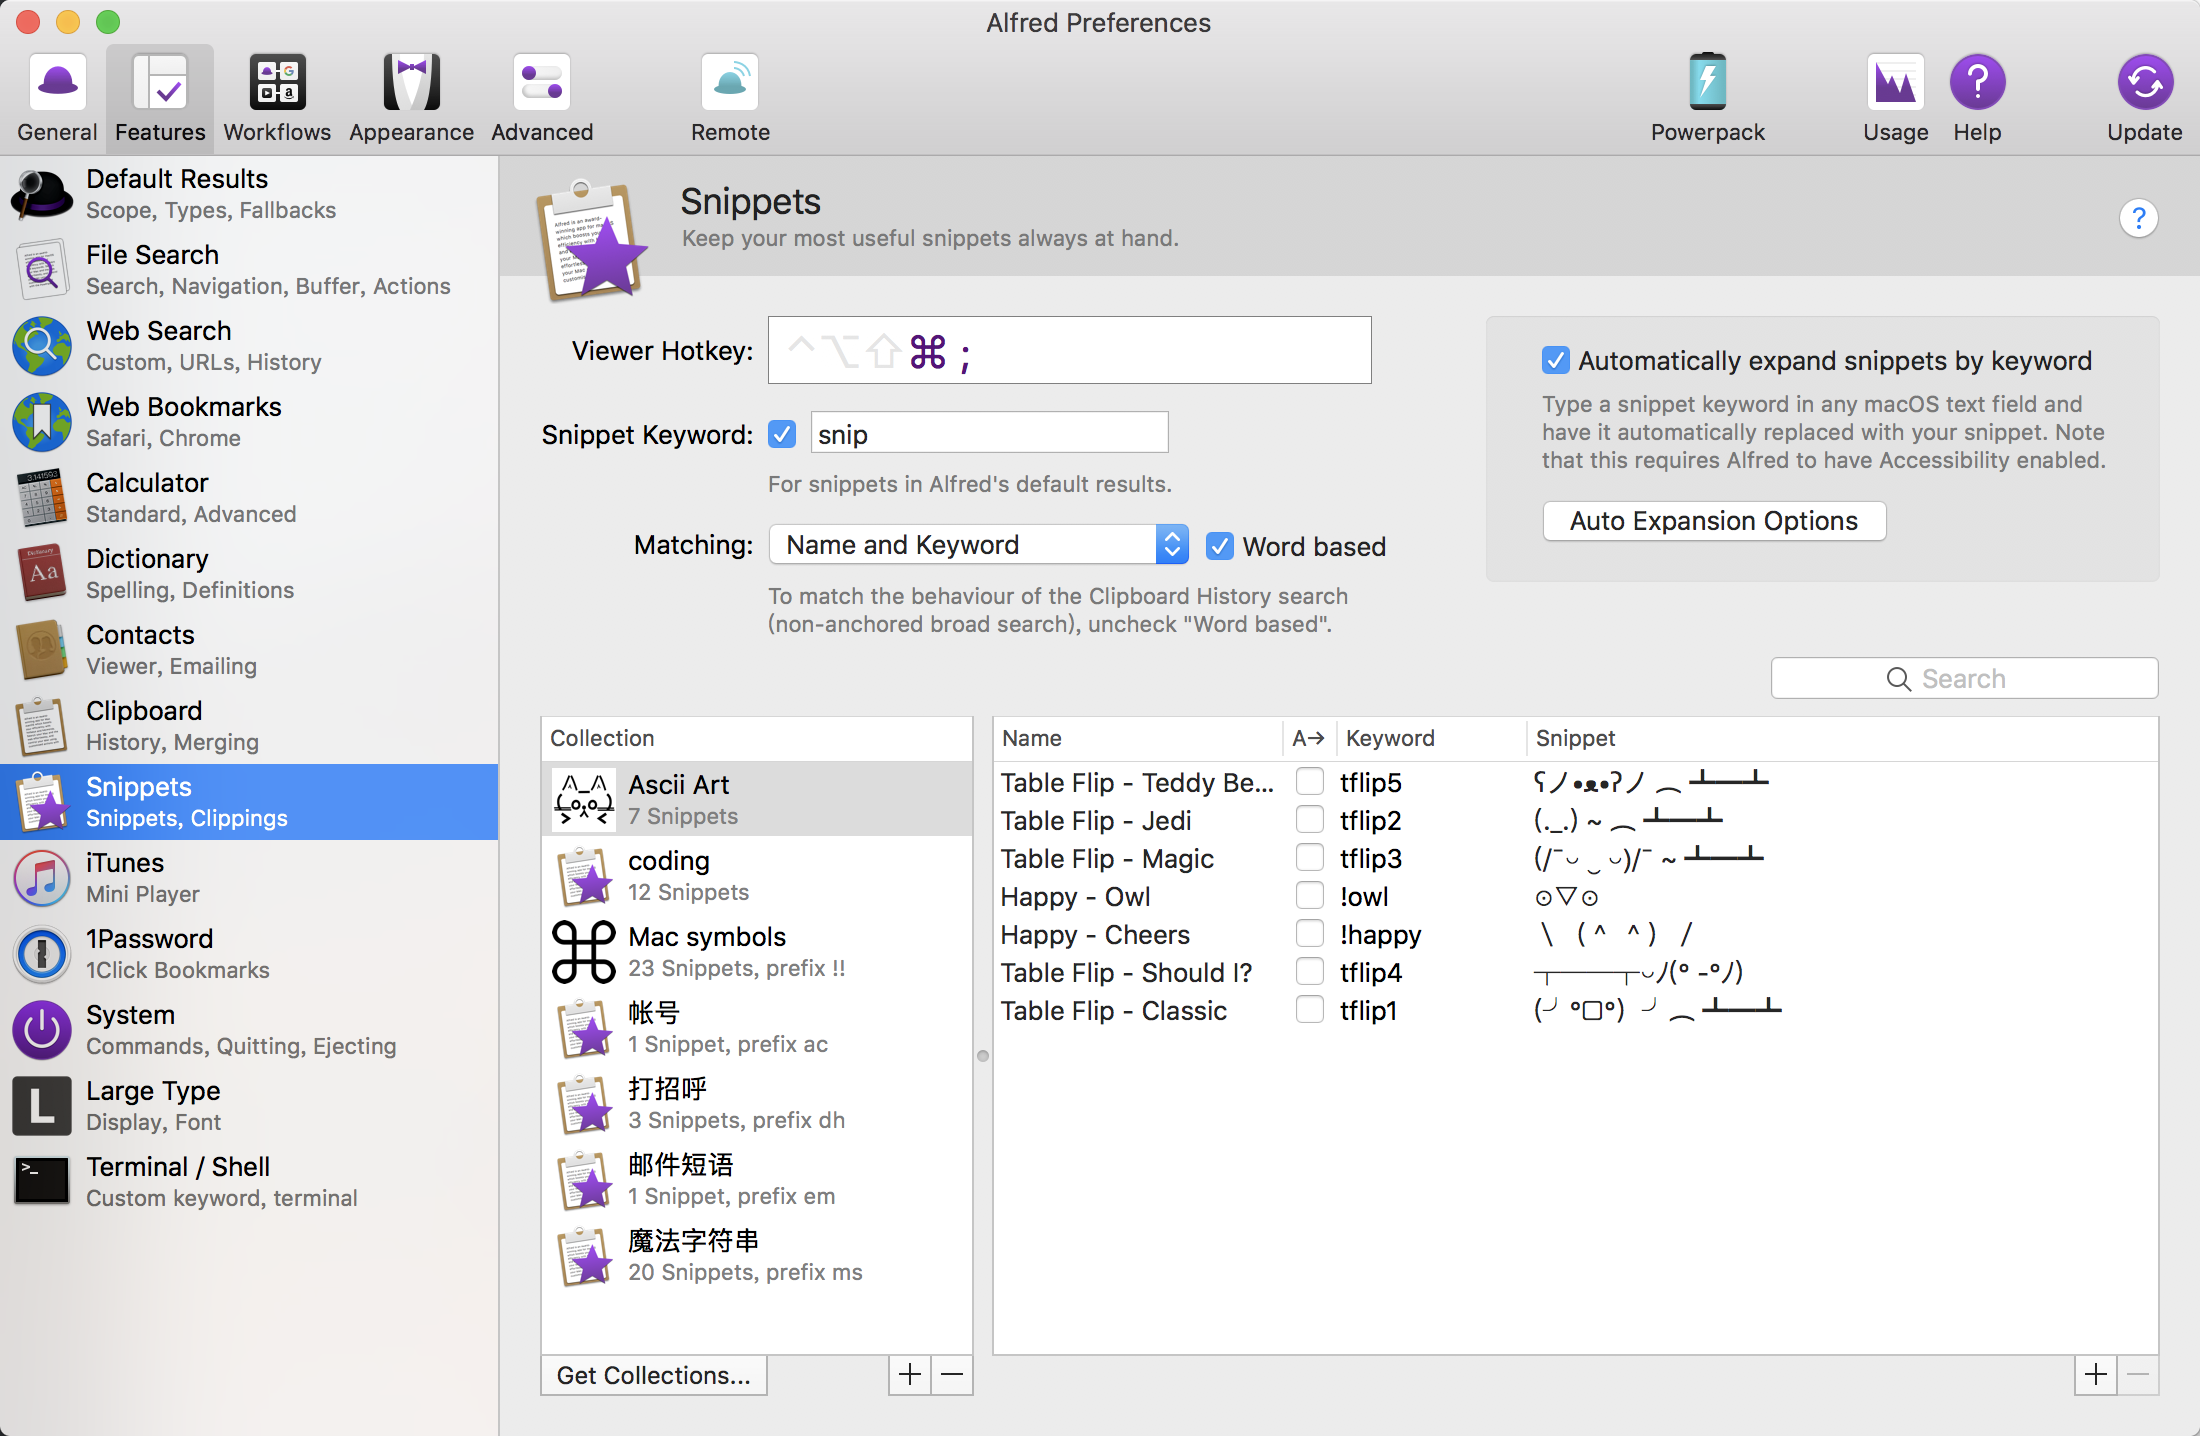 Alfred Preferences
General
Features
Workflows
Appearance
Advanced
Remote
Powerpack
Usage
Help
Update
Default Results
Scope, Types, Fallbacks
File Search
Search, Navigation, Buffer, Actions
Web Search
Custom, URLs, History
Web Bookmarks
Safari, Chrome
Calculator
Standard, Advanced
Dictionary
Spelling, Definitions
Contacts
Viewer, Emailing
Clipboard
History, Merging
Snippets
Snippets, Clippings
iTunes
Mini Player
1Password
1Click Bookmarks
System
Commands, Quitting, Ejecting
Large Type
Display, Font
Terminal / Shell
Custom keyword, terminal
Snippets
Keep your most useful snippets always at hand.
?
Viewer Hotkey: ^⌥⇧⌘ ;
Snippet Keyword: snip
For snippets in Alfred's default results.
Matching: Name and Keyword Word based
To match the behaviour of the Clipboard History search
(non-anchored broad search), uncheck "Word based".
Automatically expand snippets by keyword
Type a snippet keyword in any macOS text field and
have it automatically replaced with your snippet. Note
that this requires Alfred to have Accessibility enabled.
Auto Expansion Options
Search
Collection
Ascii Art
7 Snippets
coding
12 Snippets
Mac symbols
23 Snippets, prefix !!
帐号
1 Snippet, prefix ac
打招呼
3 Snippets, prefix dh
邮件短语
1 Snippet, prefix em
魔法字符串
20 Snippets, prefix ms
Get Collections... + −
Name A→ Keyword Snippet
Table Flip - Teddy Be... tflip5 ʕノ•ᴥ•ʔノ ︵ ┻━┻
Table Flip - Jedi tflip2 (._.) ~ ︵ ┻━┻
Table Flip - Magic tflip3 (/¯◡ ‿ ◡)/¯ ~ ┻━┻
Happy - Owl !owl ⊙▽⊙
Happy - Cheers !happy \ (^ ^) /
Table Flip - Should I? tflip4 ┬──┬◡ﾉ(° -°ﾉ)
Table Flip - Classic tflip1 (╯°□°) ╯︵ ┻━┻
+ −